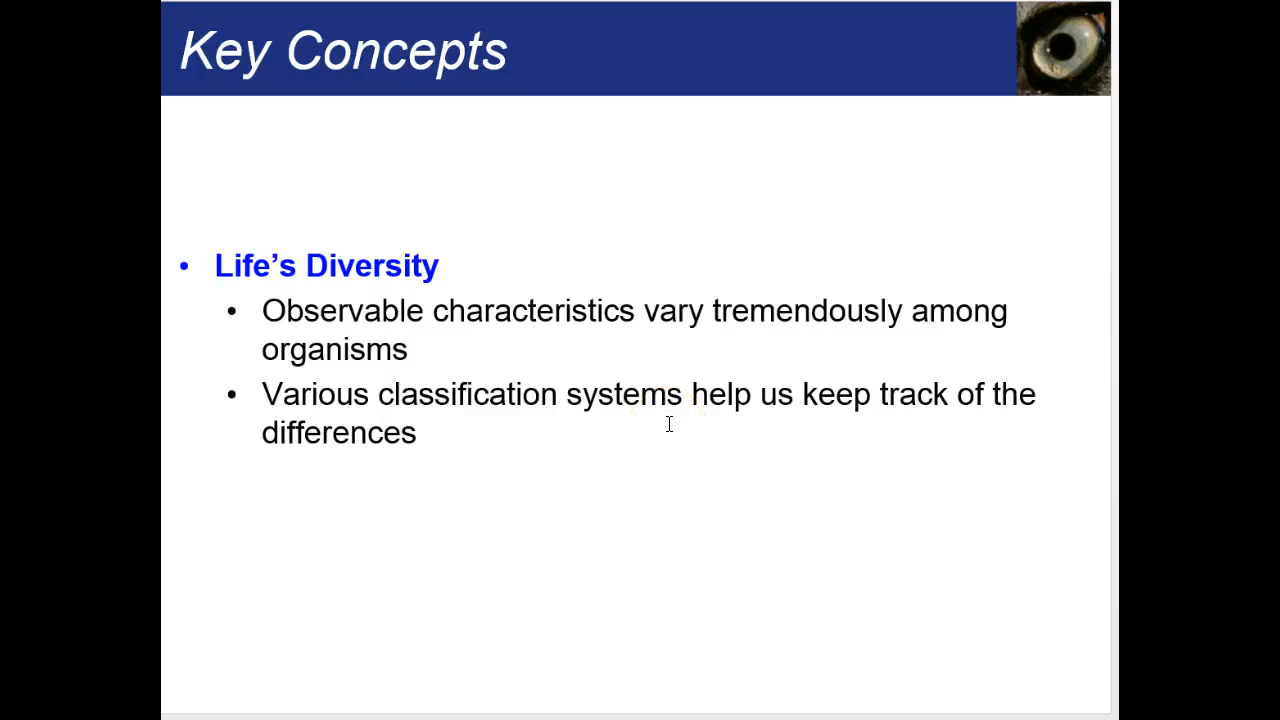 Key Concepts
• Life’s Diversity
• Observable characteristics vary tremendously among
organisms
• Various classification systems help us keep track of the
differences